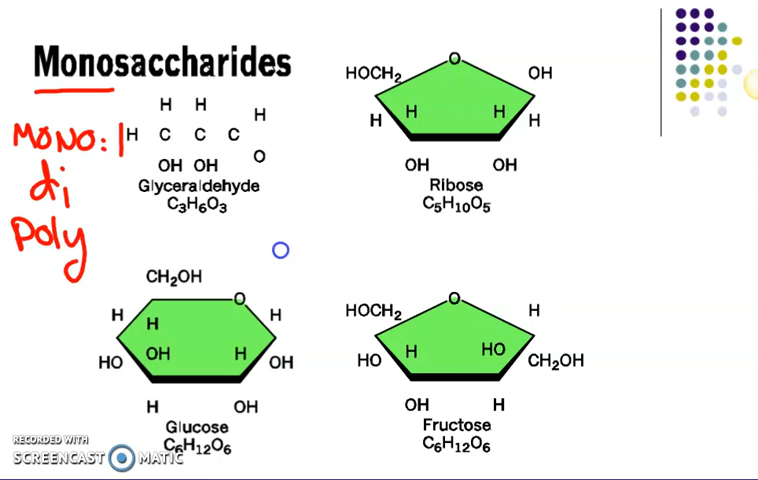 Monosaccharides
MONO: 1
di
Poly
H H H
H C C C
OH OH O
Glyceraldehyde
C3H6O3
O
HOCH2 OH
H H H H
OH OH
Ribose
C5H10O5
CH2OH
O
H H H
HO OH H OH
H OH
Glucose
C6H12O6
O
HOCH2 H
HO H HO CH2OH
OH H
Fructose
C6H12O6
RECORDED WITH
SCREENCAST MATIC